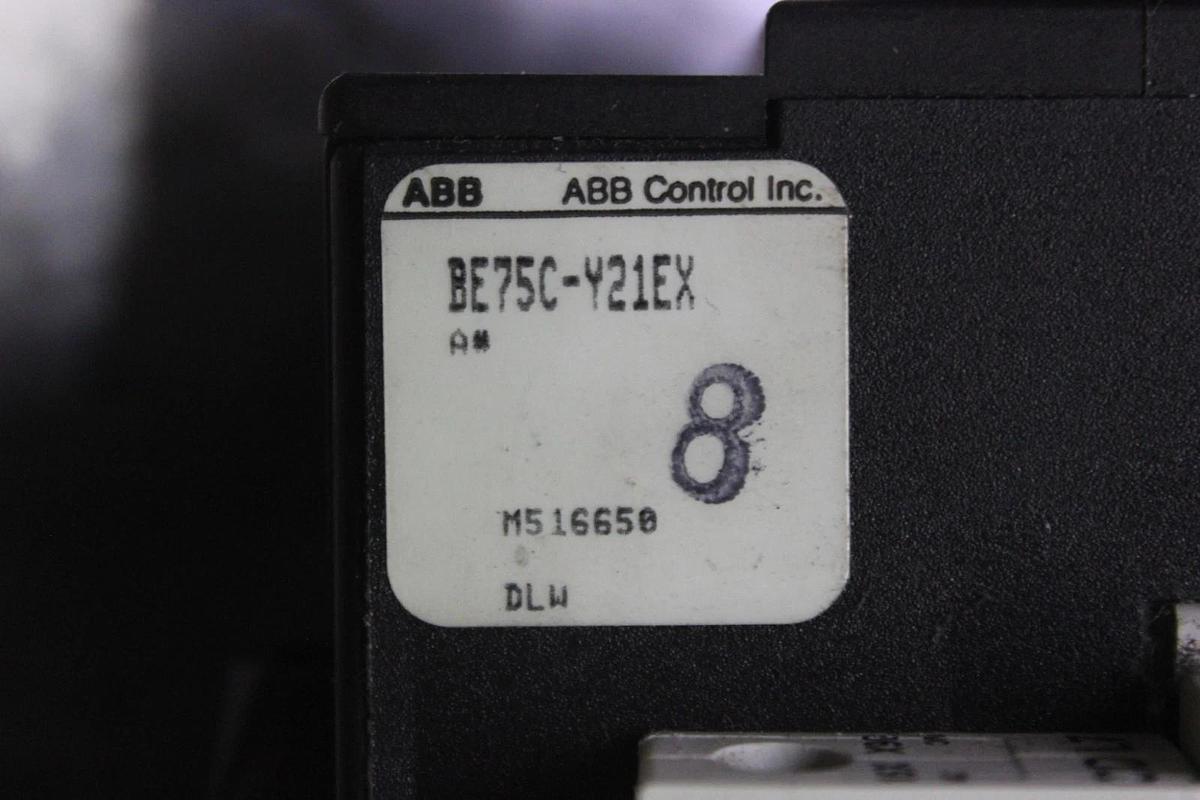 ABB ABB Control Inc.
BE75C-Y21EX
A#
8
M516650
DLW